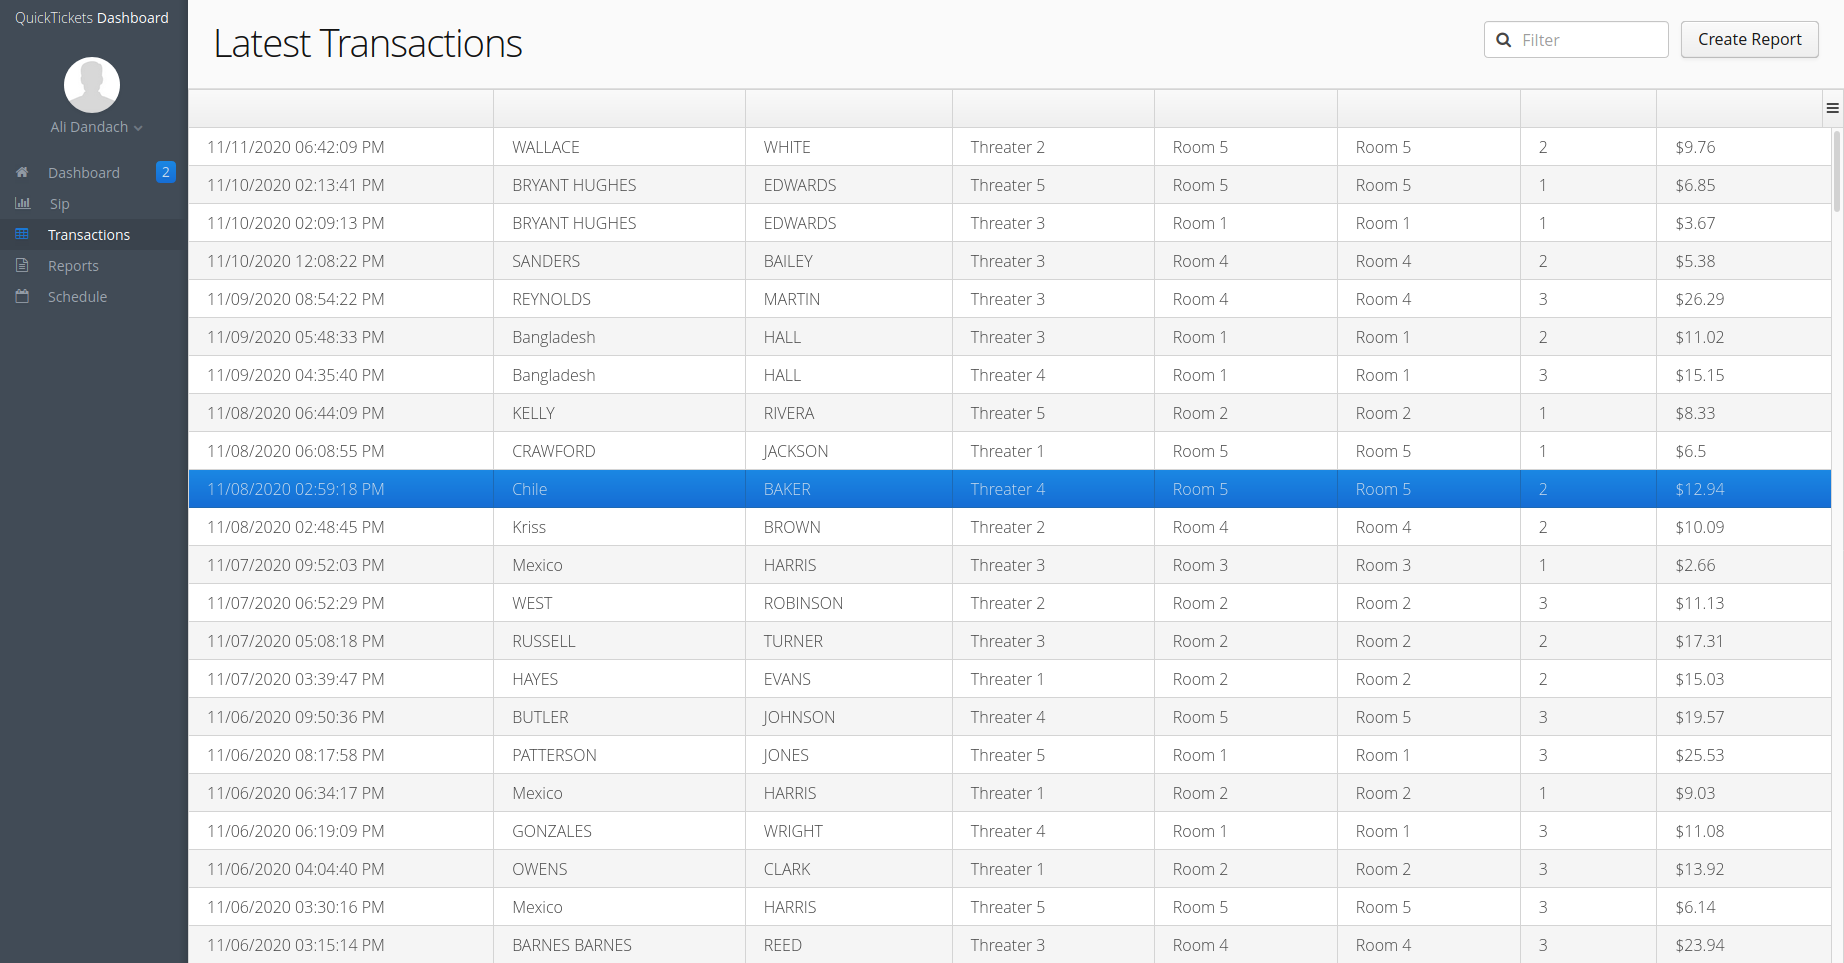 QuickTickets Dashboard
Ali Dandach
Dashboard 2
Sip
Transactions
Reports
Schedule
Latest Transactions
Filter
Create Report
11/11/2020 06:42:09 PM WALLACE WHITE Threater 2 Room 5 Room 5 2 $9.76
11/10/2020 02:13:41 PM BRYANT HUGHES EDWARDS Threater 5 Room 5 Room 5 1 $6.85
11/10/2020 02:09:13 PM BRYANT HUGHES EDWARDS Threater 3 Room 1 Room 1 1 $3.67
11/10/2020 12:08:22 PM SANDERS BAILEY Threater 3 Room 4 Room 4 2 $5.38
11/09/2020 08:54:22 PM REYNOLDS MARTIN Threater 3 Room 4 Room 4 3 $26.29
11/09/2020 05:48:33 PM Bangladesh HALL Threater 3 Room 1 Room 1 2 $11.02
11/09/2020 04:35:40 PM Bangladesh HALL Threater 4 Room 1 Room 1 3 $15.15
11/08/2020 06:44:09 PM KELLY RIVERA Threater 5 Room 2 Room 2 1 $8.33
11/08/2020 06:08:55 PM CRAWFORD JACKSON Threater 1 Room 5 Room 5 1 $6.5
11/08/2020 02:59:18 PM Chile BAKER Threater 4 Room 5 Room 5 2 $12.94
11/08/2020 02:48:45 PM Kriss BROWN Threater 2 Room 4 Room 4 2 $10.09
11/07/2020 09:52:03 PM Mexico HARRIS Threater 3 Room 3 Room 3 1 $2.66
11/07/2020 06:52:29 PM WEST ROBINSON Threater 2 Room 2 Room 2 3 $11.13
11/07/2020 05:08:18 PM RUSSELL TURNER Threater 3 Room 2 Room 2 2 $17.31
11/07/2020 03:39:47 PM HAYES EVANS Threater 1 Room 2 Room 2 2 $15.03
11/06/2020 09:50:36 PM BUTLER JOHNSON Threater 4 Room 5 Room 5 3 $19.57
11/06/2020 08:17:58 PM PATTERSON JONES Threater 5 Room 1 Room 1 3 $25.53
11/06/2020 06:34:17 PM Mexico HARRIS Threater 1 Room 2 Room 2 1 $9.03
11/06/2020 06:19:09 PM GONZALES WRIGHT Threater 4 Room 1 Room 1 3 $11.08
11/06/2020 04:04:40 PM OWENS CLARK Threater 1 Room 2 Room 2 3 $13.92
11/06/2020 03:30:16 PM Mexico HARRIS Threater 5 Room 5 Room 5 3 $6.14
11/06/2020 03:15:14 PM BARNES BARNES REED Threater 3 Room 4 Room 4 3 $23.94